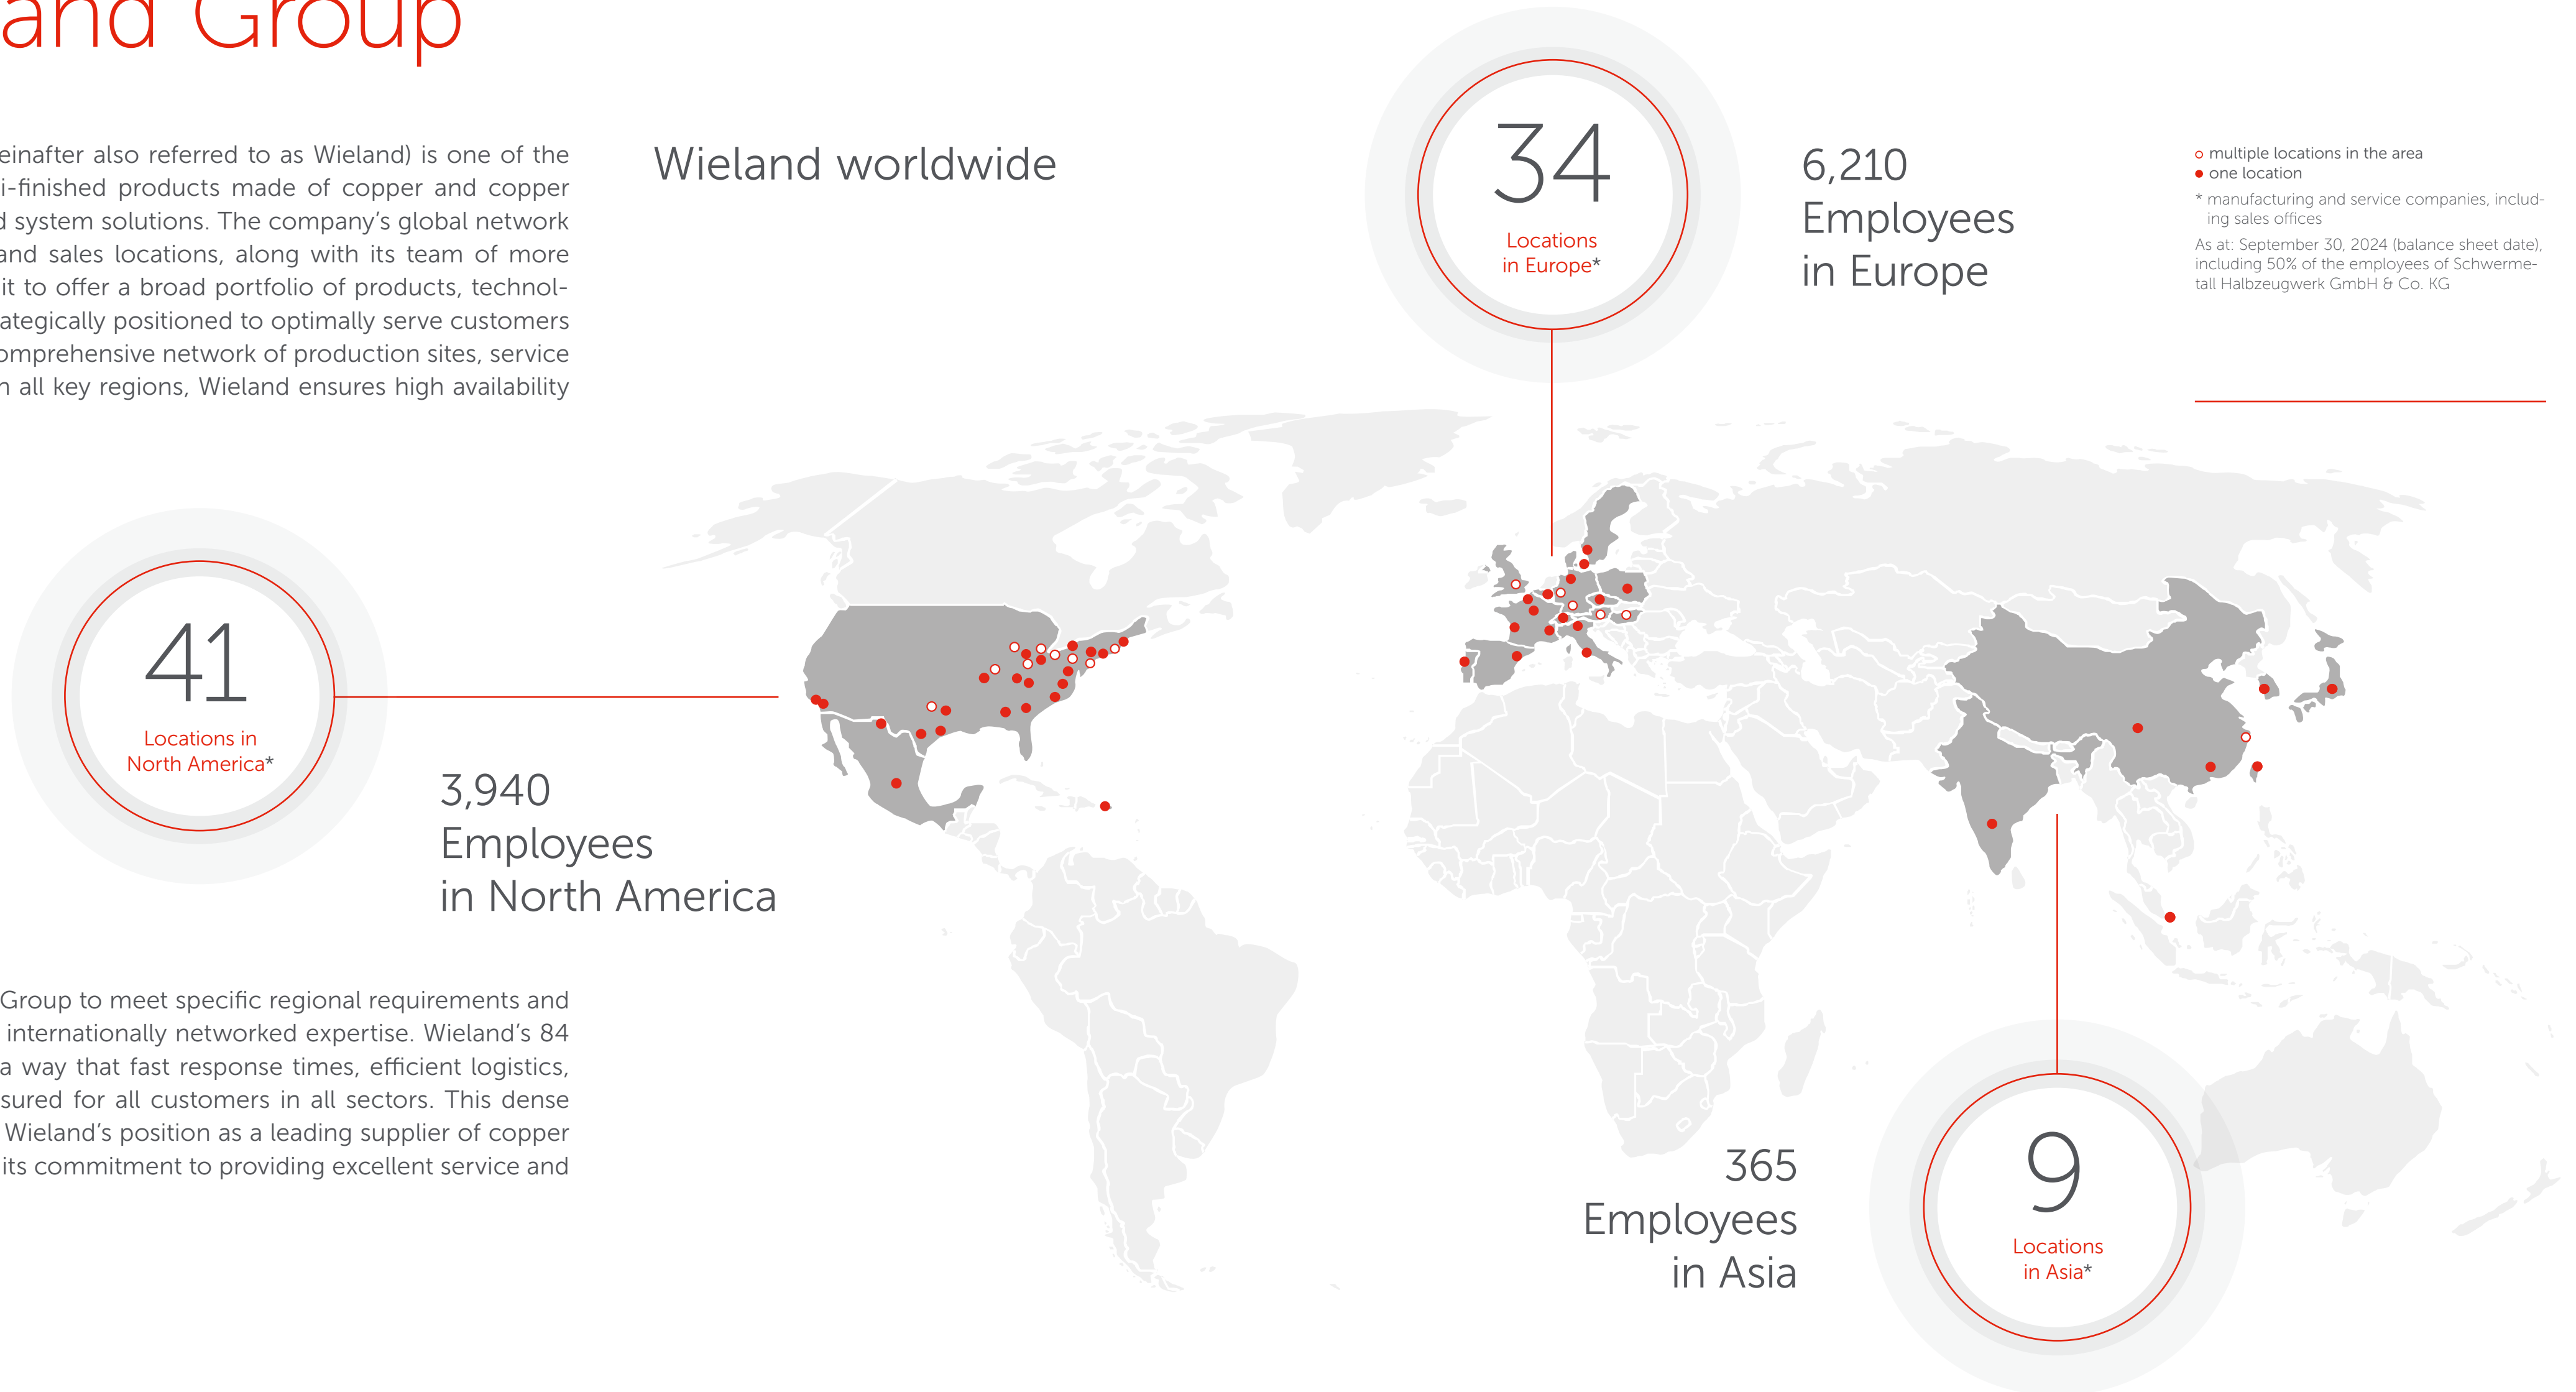 and Group
einafter also referred to as Wieland) is one of the
i-finished products made of copper and copper
d system solutions. The company's global network
and sales locations, along with its team of more
it to offer a broad portfolio of products, technol-
rategically positioned to optimally serve customers
omprehensive network of production sites, service
n all key regions, Wieland ensures high availability
Wieland worldwide
34
Locations
in Europe*
6,210
Employees
in Europe
multiple locations in the area
one location
* manufacturing and service companies, includ-
ing sales offices
As at: September 30, 2024 (balance sheet date),
including 50% of the employees of Schwerme-
tall Halbzeugwerk GmbH & Co. KG
41
Locations in
North America*
3,940
Employees
in North America
Group to meet specific regional requirements and
internationally networked expertise. Wieland's 84
a way that fast response times, efficient logistics,
sured for all customers in all sectors. This dense
Wieland's position as a leading supplier of copper
its commitment to providing excellent service and
365
Employees
in Asia
9
Locations
in Asia*